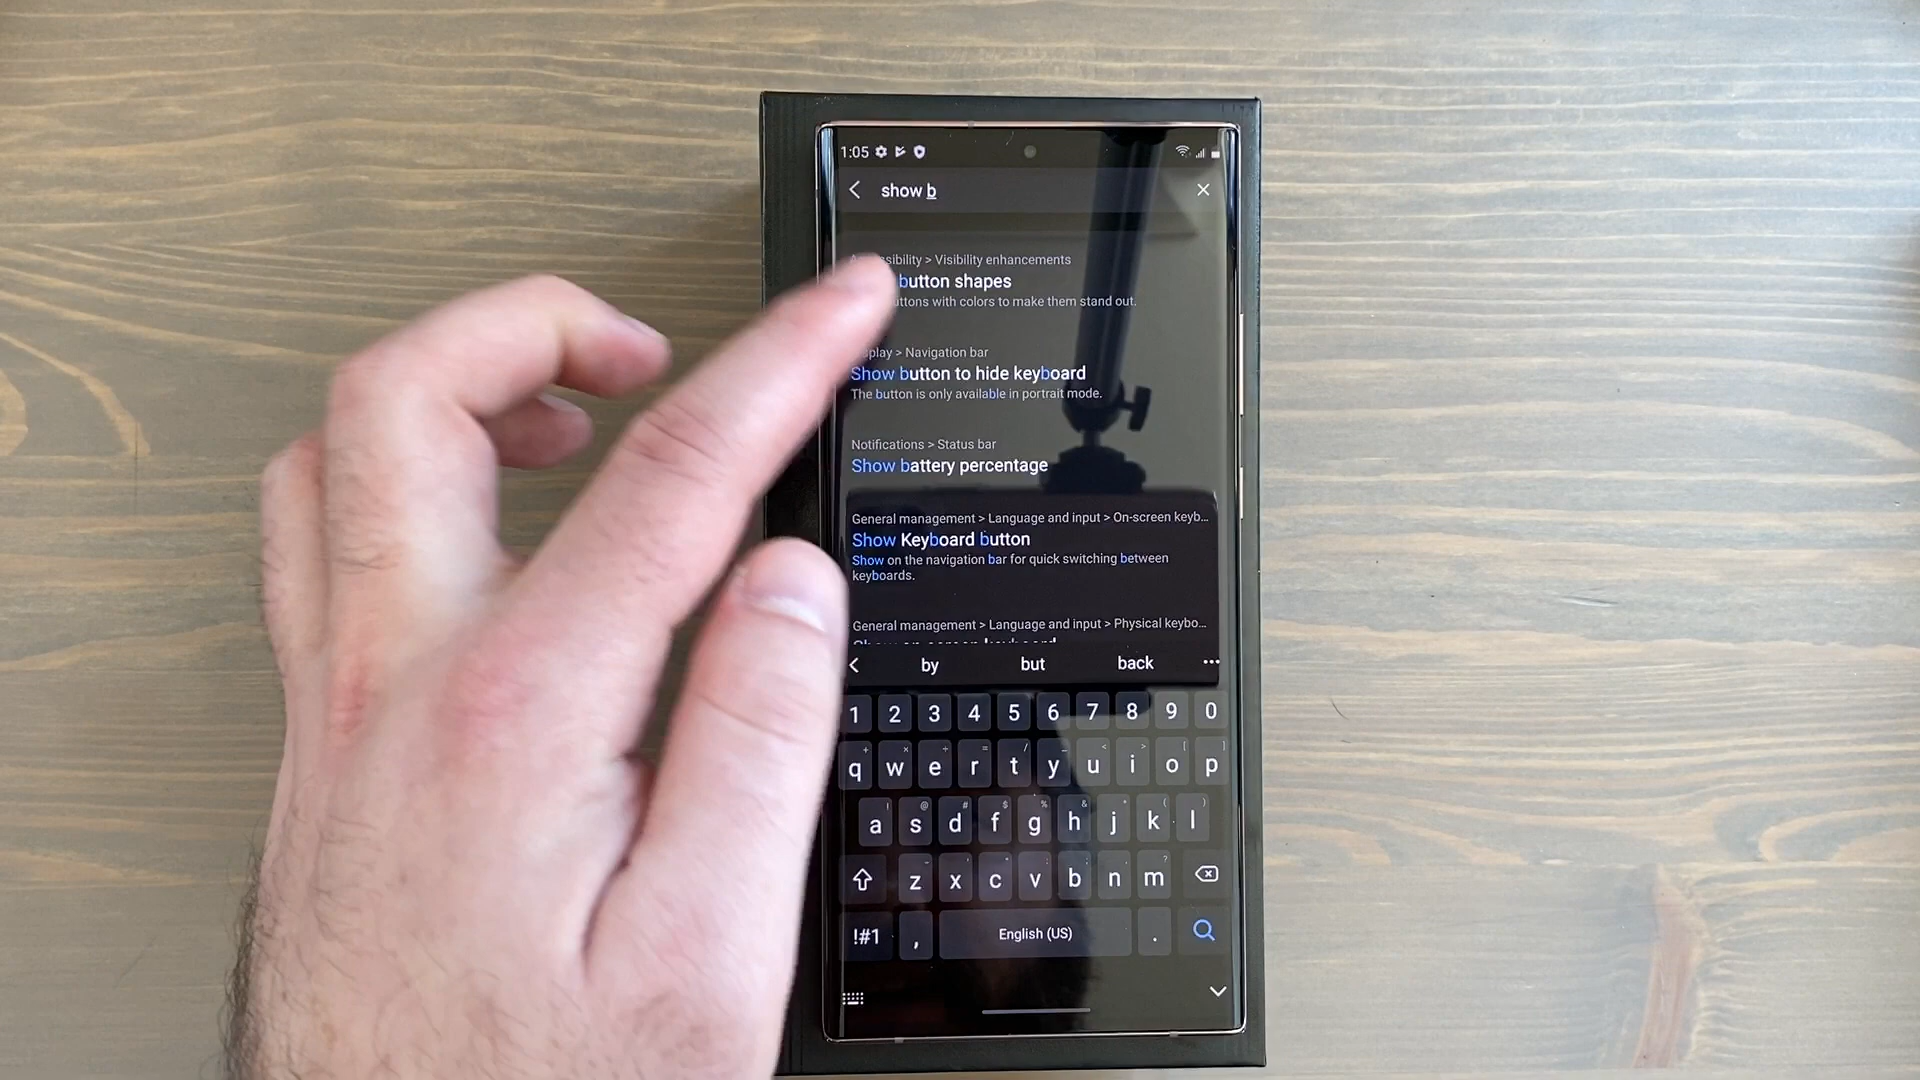 1:05
show b
> Visibility enhancements
button shapes
with colors to make them stand out.
> Navigation bar
Show button to hide keyboard
The button is only available in portrait mode.
Notifications > Status bar
Show battery percentage
General management > Language and input > On-screen keyb...
Show Keyboard button
Show on the navigation bar for quick switching between
keyboards.
General management > Language and input > Physical keybo...
by but back
1 2 3 4 5 6 7 8 9 0
q w e r t y u i o p
a s d f g h j k l
z x c v b n m
!#1 , English (US) .